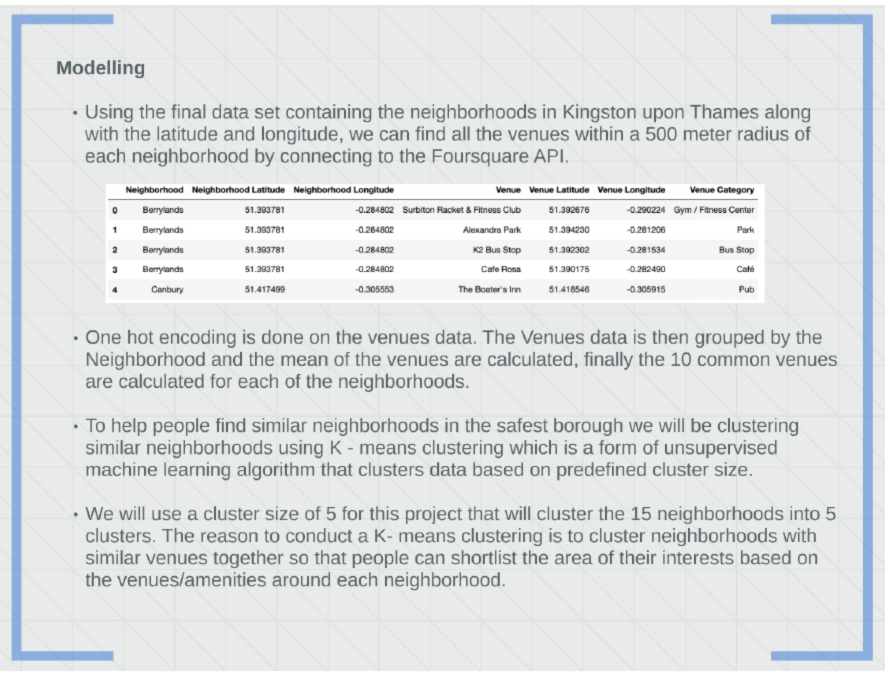 Modelling
• Using the final data set containing the neighborhoods in Kingston upon Thames along
with the latitude and longitude, we can find all the venues within a 500 meter radius of
each neighborhood by connecting to the Foursquare API.
Neighborhood Neighborhood Latitude Neighborhood Longitude Venue Venue Latitude Venue Longitude Venue Category
0 Berrylands 51.393781 -0.284802 Surbiton Racket & Fitness Club 51.392676 -0.290224 Gym / Fitness Center
1 Berrylands 51.393781 -0.284802 Alexandra Park 51.394230 -0.281206 Park
2 Berrylands 51.393781 -0.284802 K2 Bus Stop 51.392302 -0.281534 Bus Stop
3 Berrylands 51.393781 -0.284802 Cafe Rosa 51.390175 -0.282490 Café
4 Canbury 51.417499 -0.305553 The Boater's Inn 51.418546 -0.305915 Pub
• One hot encoding is done on the venues data. The Venues data is then grouped by the
Neighborhood and the mean of the venues are calculated, finally the 10 common venues
are calculated for each of the neighborhoods.
• To help people find similar neighborhoods in the safest borough we will be clustering
similar neighborhoods using K - means clustering which is a form of unsupervised
machine learning algorithm that clusters data based on predefined cluster size.
• We will use a cluster size of 5 for this project that will cluster the 15 neighborhoods into 5
clusters. The reason to conduct a K- means clustering is to cluster neighborhoods with
similar venues together so that people can shortlist the area of their interests based on
the venues/amenities around each neighborhood.